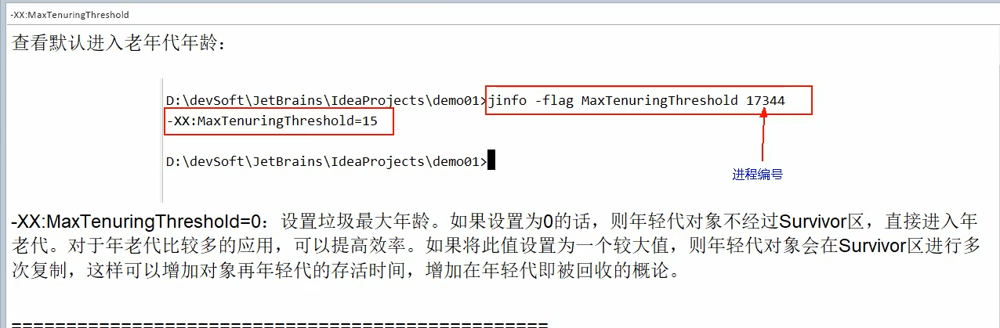 -XX:MaxTenuringThreshold
查看默认进入老年代年龄：
D:\devSoft\JetBrains\IdeaProjects\demo01>jinfo -flag MaxTenuringThreshold 17344
-XX:MaxTenuringThreshold=15
D:\devSoft\JetBrains\IdeaProjects\demo01>
进程编号
-XX:MaxTenuringThreshold=0：设置垃圾最大年龄。如果设置为0的话，则年轻代对象不经过Survivor区，直接进入年
老代。对于年老代比较多的应用，可以提高效率。如果将此值设置为一个较大值，则年轻代对象会在Survivor区进行多
次复制，这样可以增加对象再年轻代的存活时间，增加在年轻代即被回收的概论。
==================================================